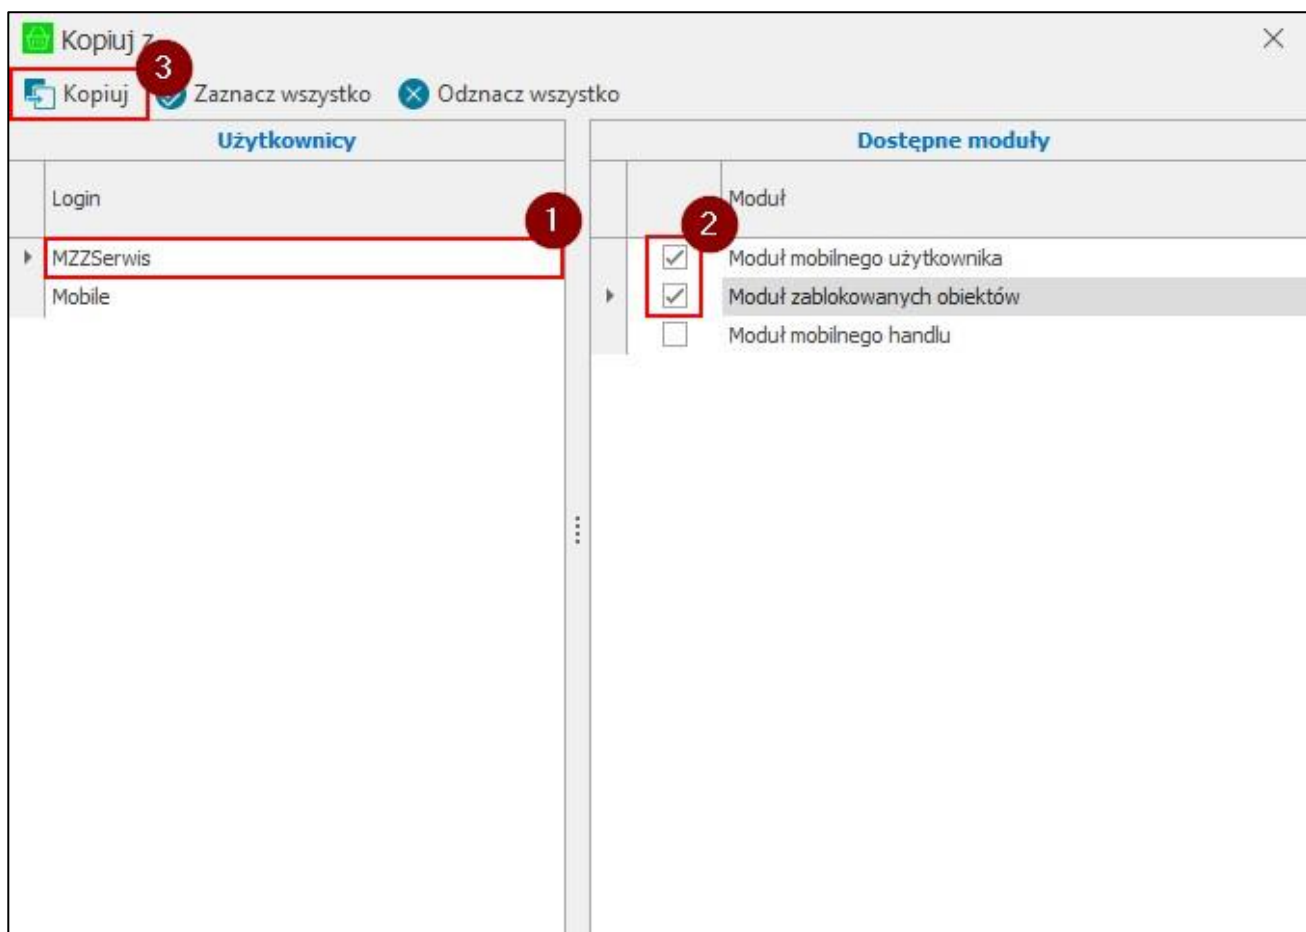 Kopiuj z
3
Kopiuj Zaznacz wszystko Odznacz wszystko
Użytkownicy
Login
1
MZZSerwis
Mobile
Dostępne moduły
Moduł
2
Moduł mobilnego użytkownika
Moduł zablokowanych obiektów
Moduł mobilnego handlu